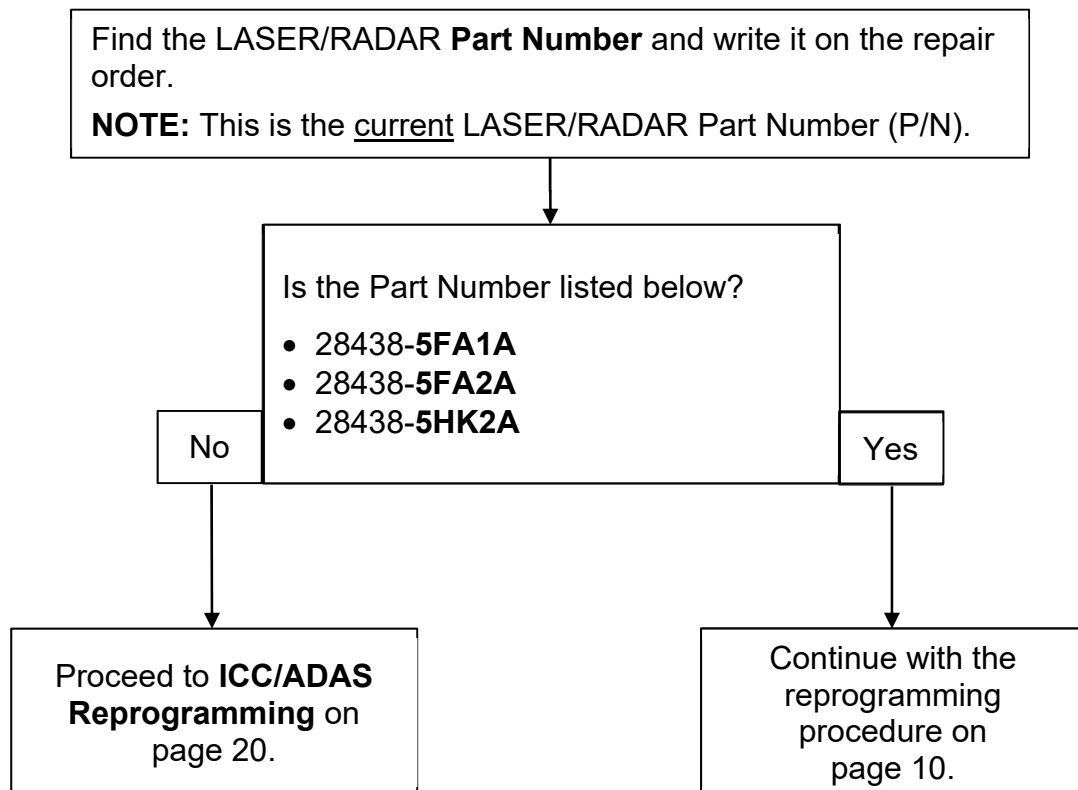 Find the LASER/RADAR Part Number and write it on the repair
order.
NOTE: This is the current LASER/RADAR Part Number (P/N).
Is the Part Number listed below?
• 28438-5FA1A
• 28438-5FA2A
• 28438-5HK2A
No
Yes
Proceed to ICC/ADAS
Reprogramming on
page 20.
Continue with the
reprogramming
procedure on
page 10.